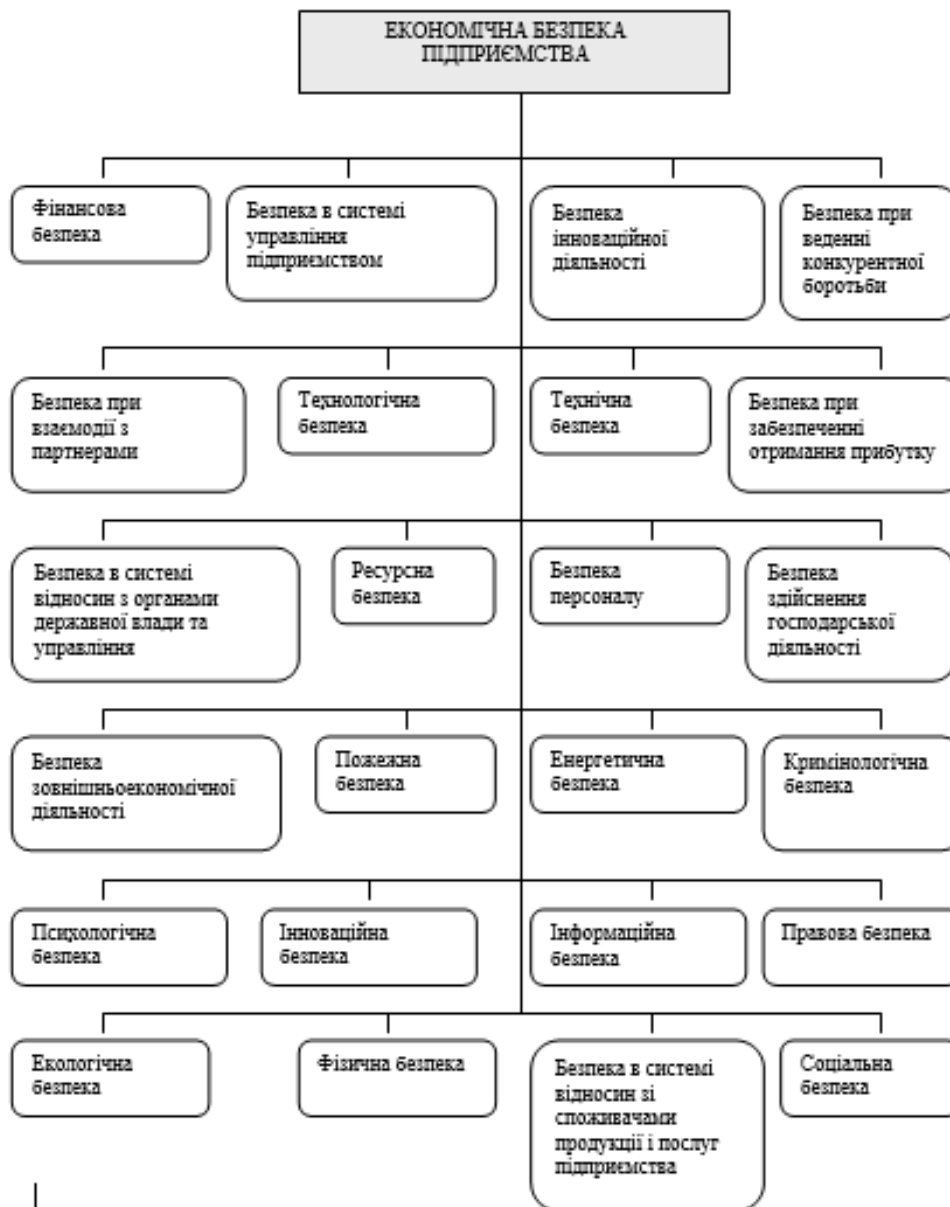 ЕКОНОМІЧНА БЕЗПЕКА
ПІДПРИЄМСТВА
Фінансова
безпека
Безпека в системі
управління
підприємством
Безпека
інноваційної
діяльності
Безпека при
веденні
конкурентної
боротьби
Безпека при
взаємодії з
партнерами
Технологічна
безпека
Технічна
безпека
Безпека при
забезпеченні
отримання прибутку
Безпека в системі
відносин з органами
державної влади та
управління
Ресурсна
безпека
Безпека
персоналу
Безпека
здійснення
господарської
діяльності
Безпека
зовнішньоекономічної
діяльності
Пожежна
безпека
Енергетична
безпека
Кримінологічна
безпека
Психологічна
безпека
Інноваційна
безпека
Інформаційна
безпека
Правова безпека
Екологічна
безпека
Фізична безпека
Безпека в системі
відносин зі
споживачами
продукції і послуг
підприємства
Соціальна
безпека